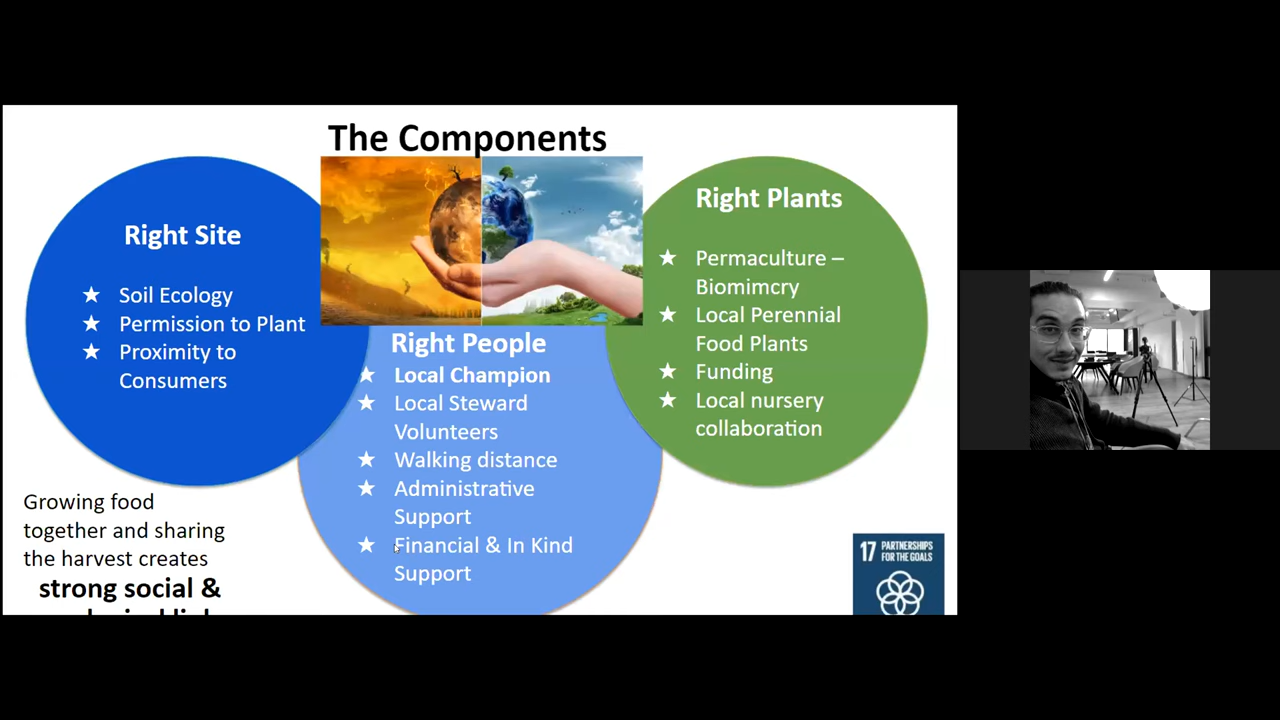 The Components
Right Site
Soil Ecology
Permission to Plant
Proximity to
Consumers
Right People
Local Champion
Local Steward
Volunteers
Walking distance
Administrative
Support
Financial & In Kind
Support
Right Plants
Permaculture –
Biomimcry
Local Perennial
Food Plants
Funding
Local nursery
collaboration
Growing food
together and sharing
the harvest creates
strong social &
17 PARTNERSHIPS
FOR THE GOALS